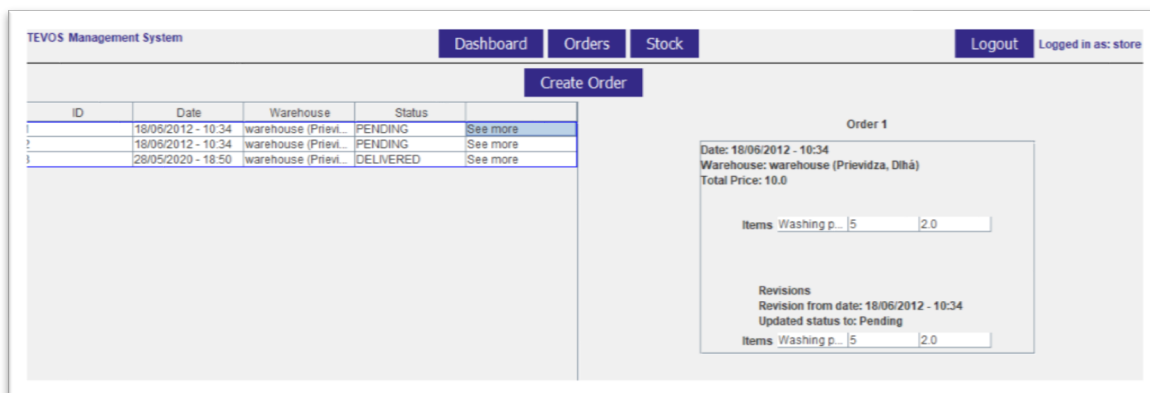 TEVOS Management System
Dashboard Orders Stock Logout Logged in as: store
Create Order
ID Date Warehouse Status
1 18/06/2012 - 10:34 warehouse (Prievi... PENDING See more
2 18/06/2012 - 10:34 warehouse (Prievi... PENDING See more
3 28/05/2020 - 18:50 warehouse (Prievi... DELIVERED See more
Order 1
Date: 18/06/2012 - 10:34
Warehouse: warehouse (Prievidza, Dlhá)
Total Price: 10.0
Items Washing p... 5 2.0
Revisions
Revision from date: 18/06/2012 - 10:34
Updated status to: Pending
Items Washing p... 5 2.0